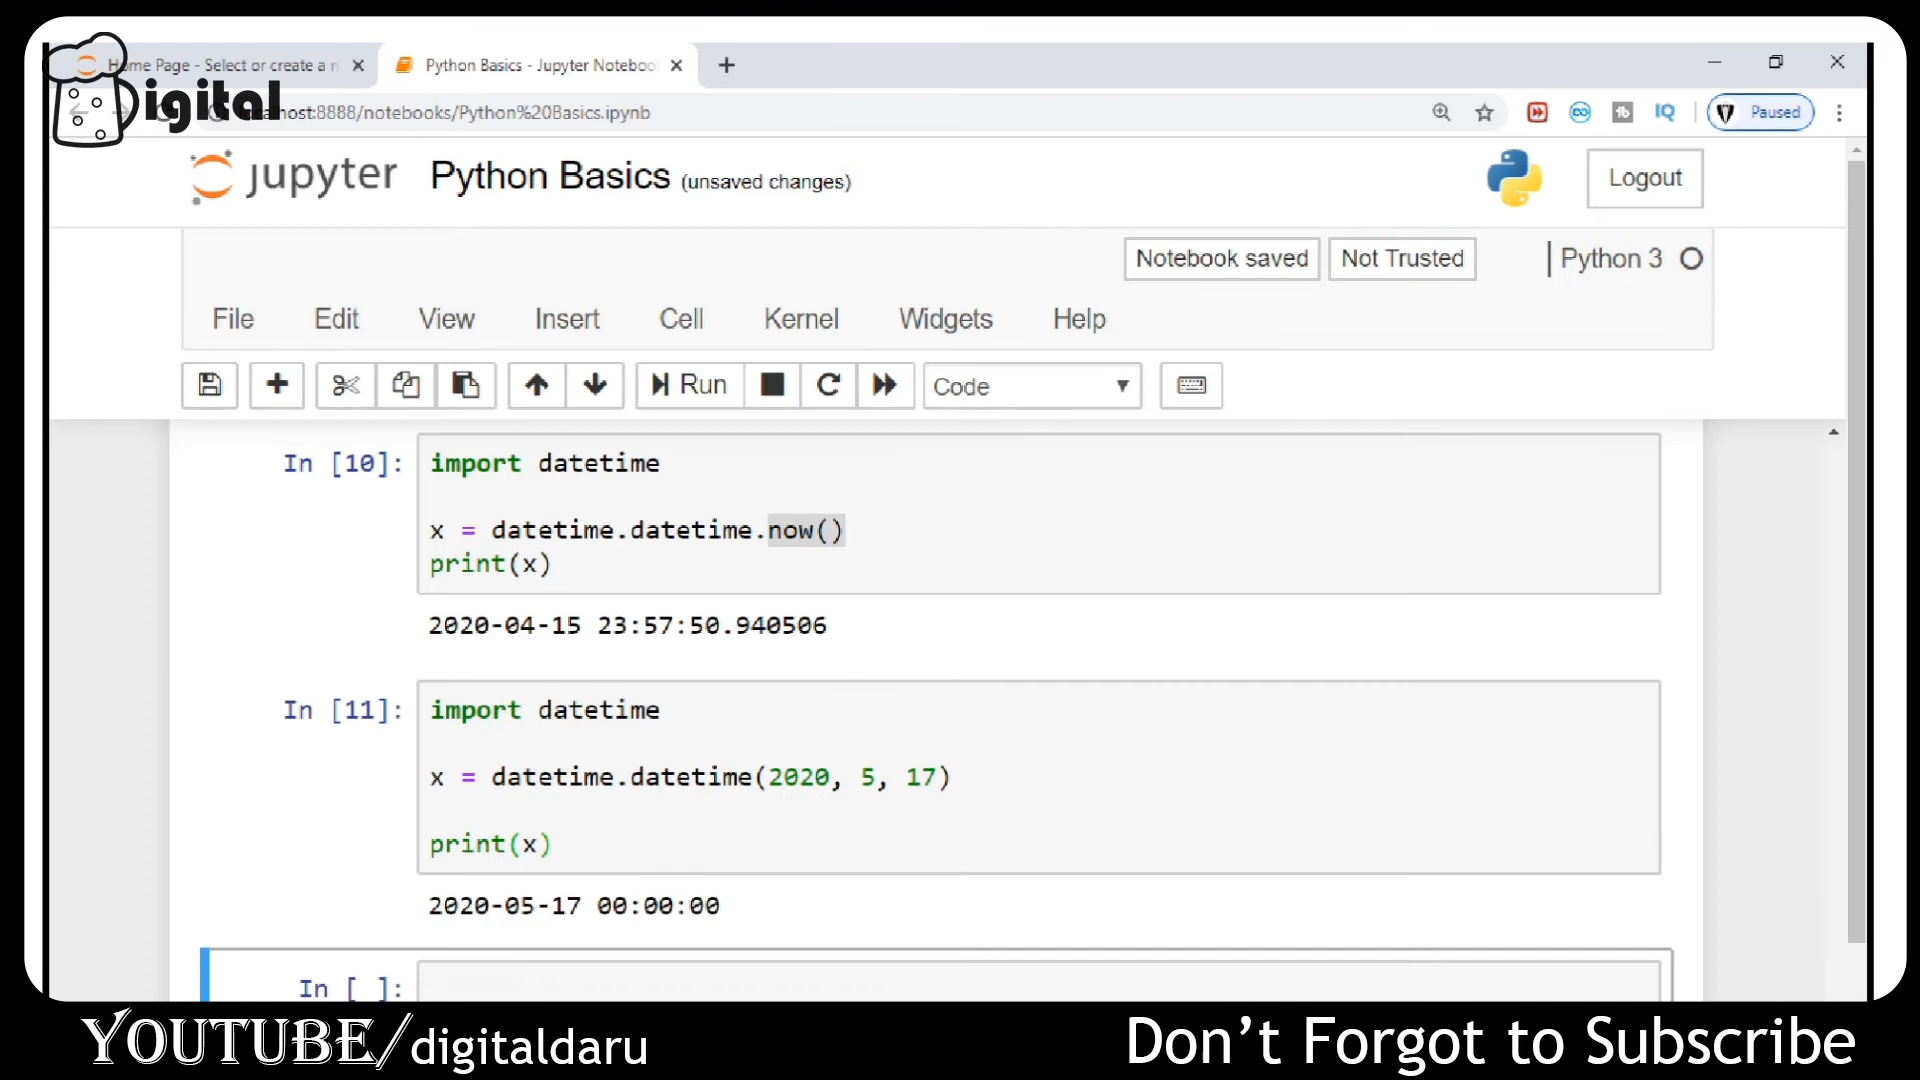 Home Page - Select or create a n
Python Basics - Jupyter Noteboo
Digital
localhost:8888/notebooks/Python%20Basics.ipynb
IQ
Paused
jupyter Python Basics (unsaved changes)
Logout
Notebook saved Not Trusted Python 3
File Edit View Insert Cell Kernel Widgets Help
Run Code
In [10]: import datetime
x = datetime.datetime.now()
print(x)
2020-04-15 23:57:50.940506
In [11]: import datetime
x = datetime.datetime(2020, 5, 17)
print(x)
2020-05-17 00:00:00
In [ ]:
YOUTUBE/digitaldaru
Don’t Forgot to Subscribe